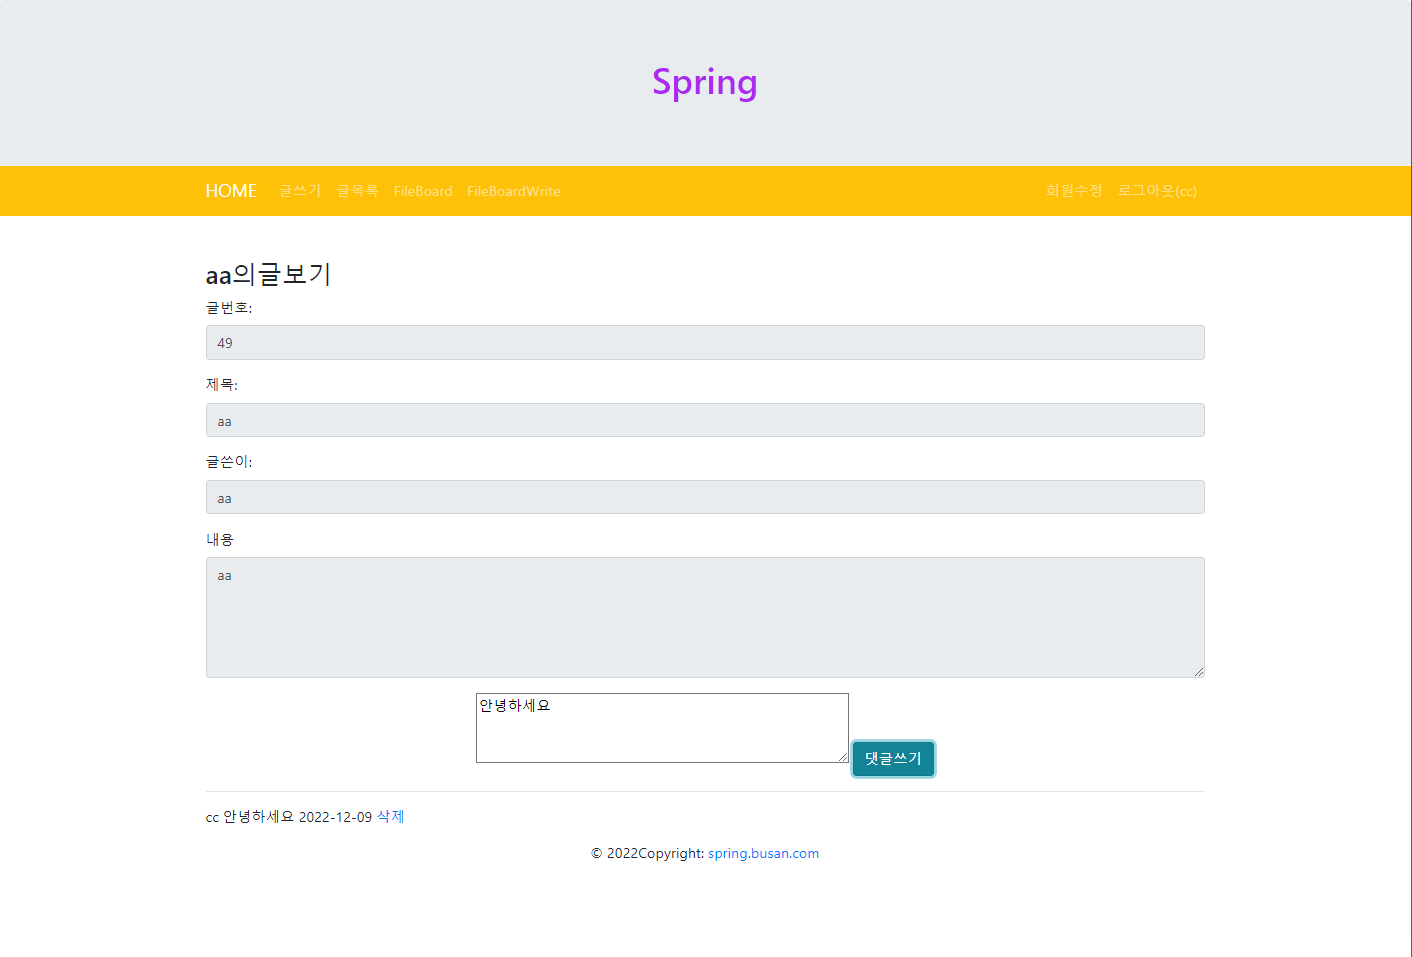 Spring
HOME 글쓰기 글목록 FileBoard FileBoardWrite 회원수정 로그아웃(cc)
aa의글보기
글번호:
49
제목:
aa
글쓴이:
aa
내용
aa
안녕하세요
댓글쓰기
cc 안녕하세요 2022-12-09 삭제
© 2022Copyright: spring.busan.com